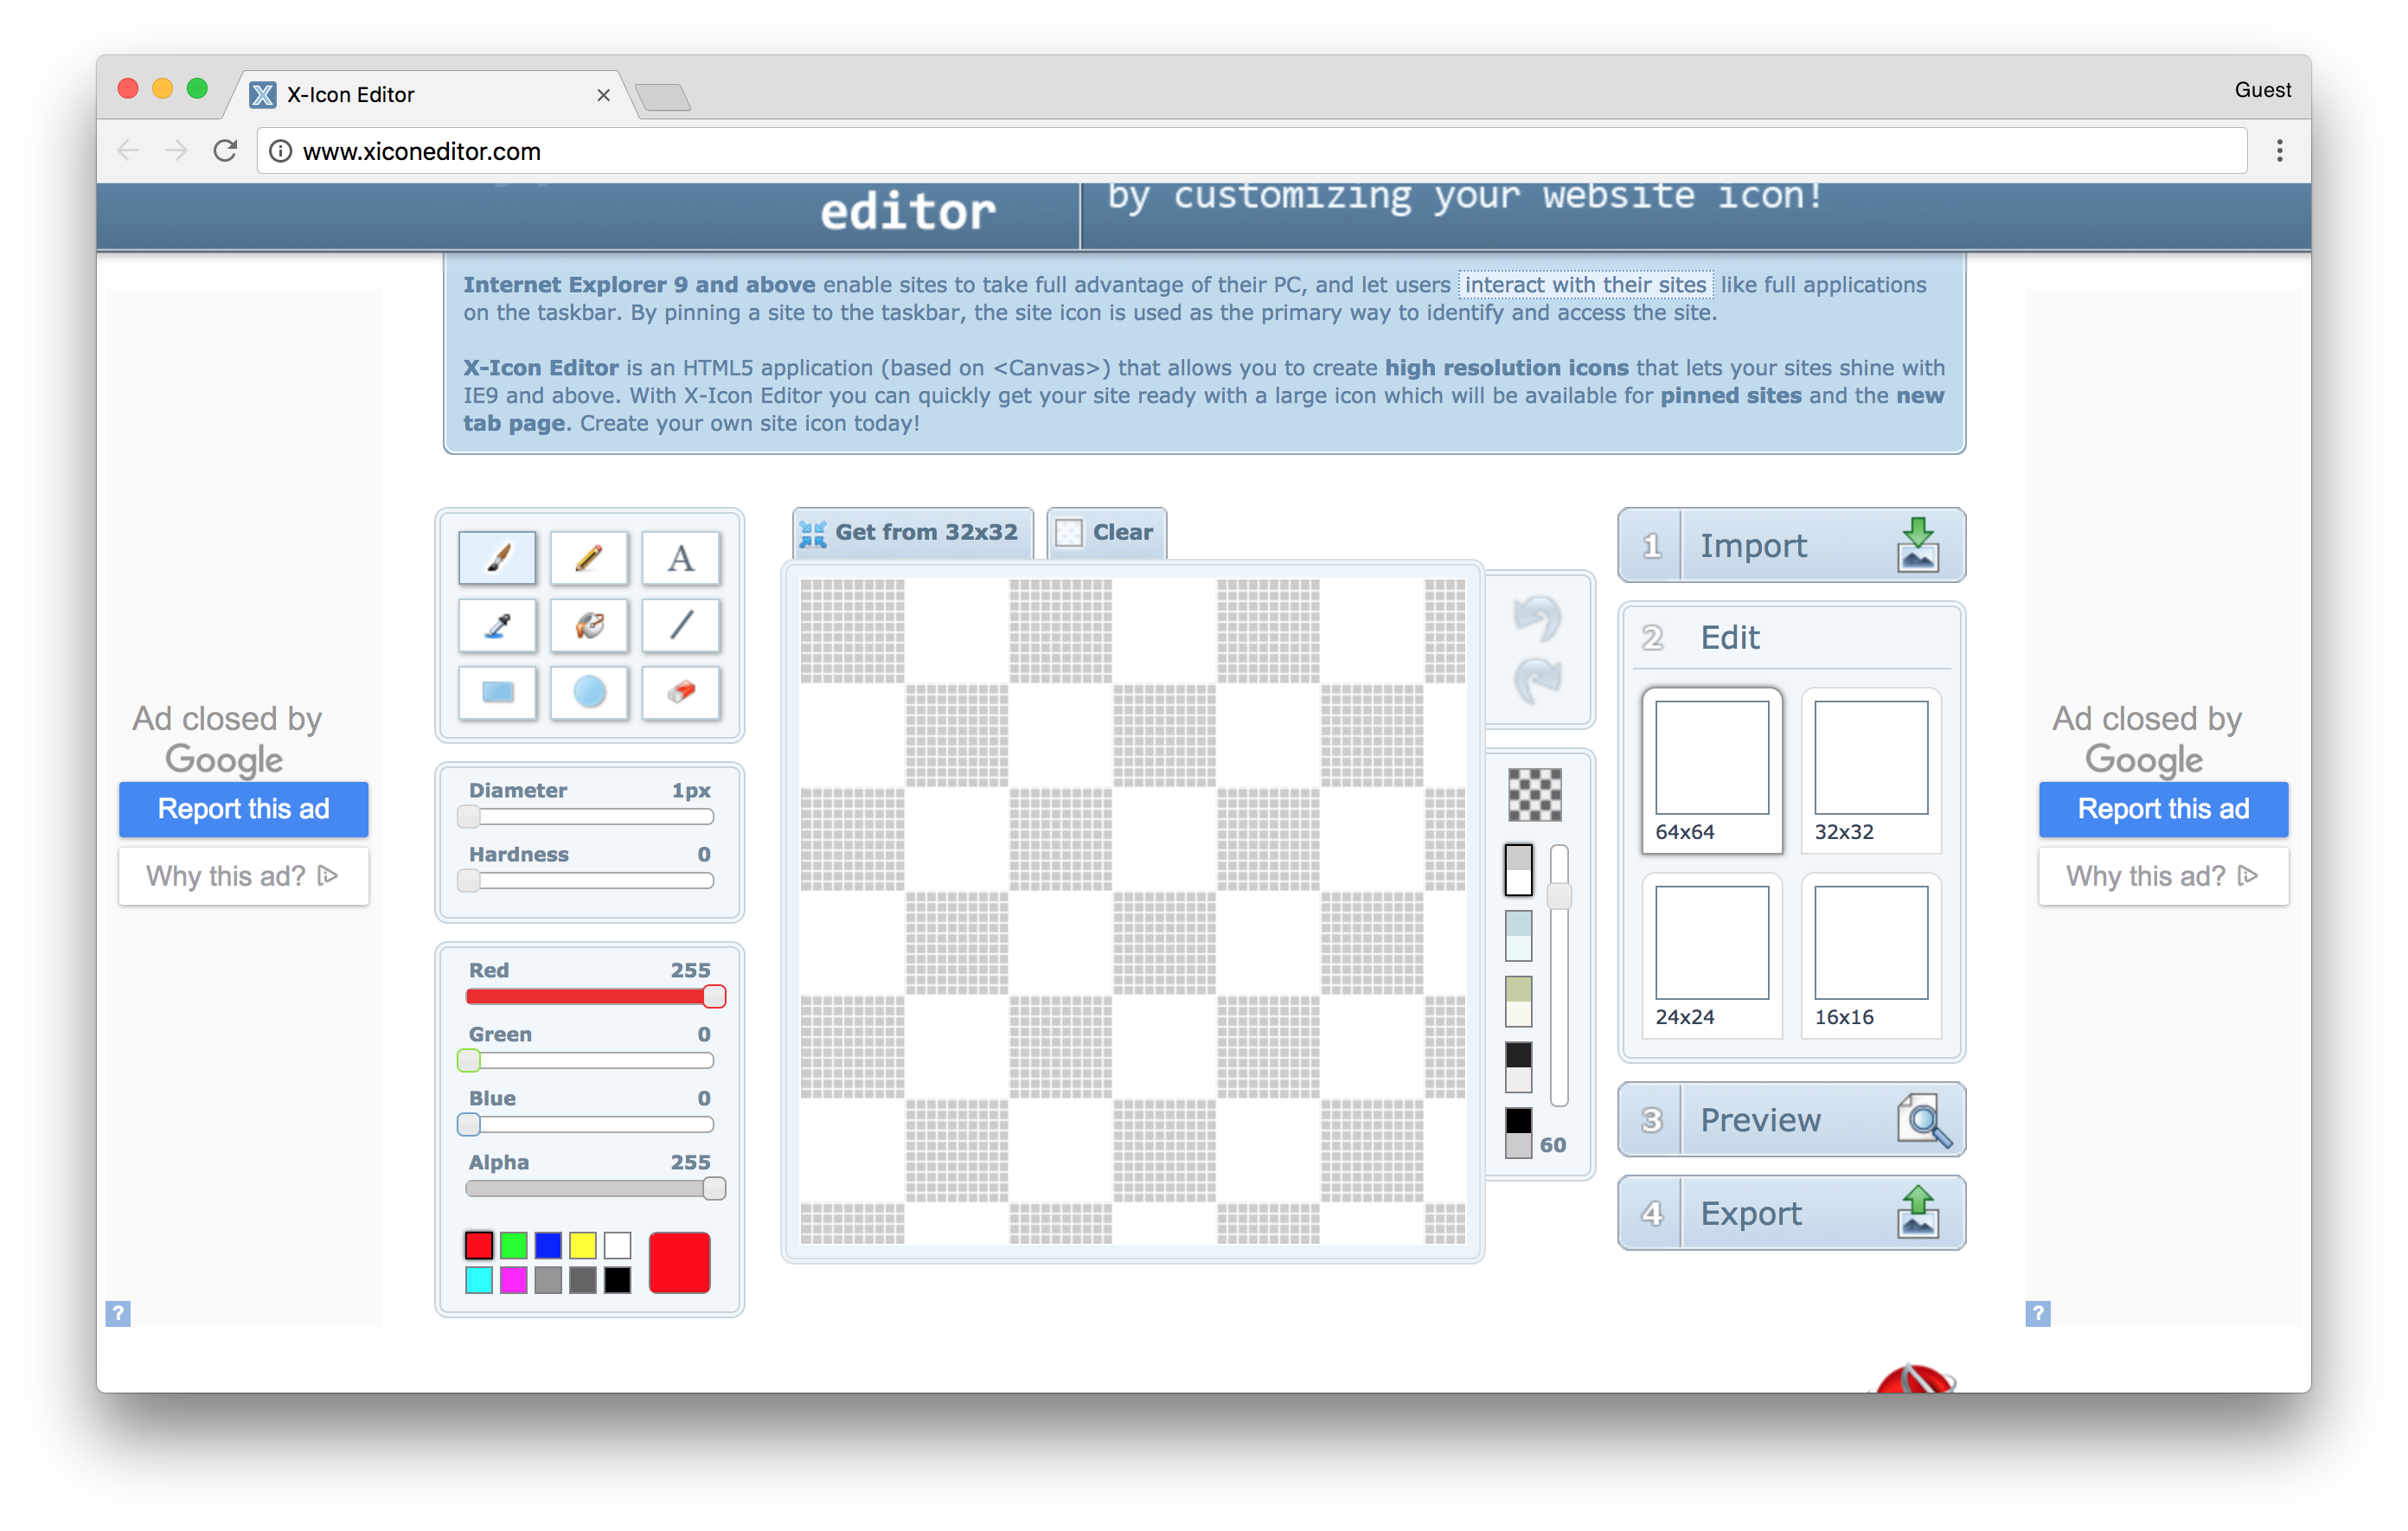 X-Icon Editor
Guest
www.xiconeditor.com
editor
by customizing your website icon!
Internet Explorer 9 and above enable sites to take full advantage of their PC, and let users interact with their sites like full applications
on the taskbar. By pinning a site to the taskbar, the site icon is used as the primary way to identify and access the site.
X-Icon Editor is an HTML5 application (based on <Canvas>) that allows you to create high resolution icons that lets your sites shine with
IE9 and above. With X-Icon Editor you can quickly get your site ready with a large icon which will be available for pinned sites and the new
tab page. Create your own site icon today!
Ad closed by
Google
Report this ad
Why this ad?
?
A
Diameter 1px
Hardness 0
Red 255
Green 0
Blue 0
Alpha 255
Get from 32x32
Clear
60
1 Import
2 Edit
64x64
32x32
24x24
16x16
3 Preview
4 Export
Ad closed by
Google
Report this ad
Why this ad?
?